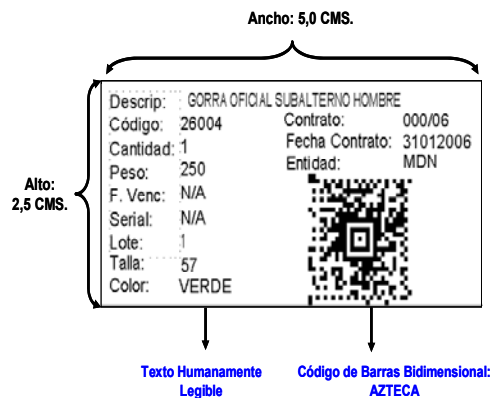 Ancho: 5,0 CMS.
Descrip: GORRA OFICIAL SUBALTERNO HOMBRE
Código: 26004 Contrato: 000/06
Cantidad: 1 Fecha Contrato: 31012006
Peso: 250 Entidad: MDN
F. Venc: N/A
Serial: N/A
Lote: 1
Talla: 57
Color: VERDE
Alto:
2,5 CMS.
Texto Humanamente
Legible
Código de Barras Bidimensional:
AZTECA